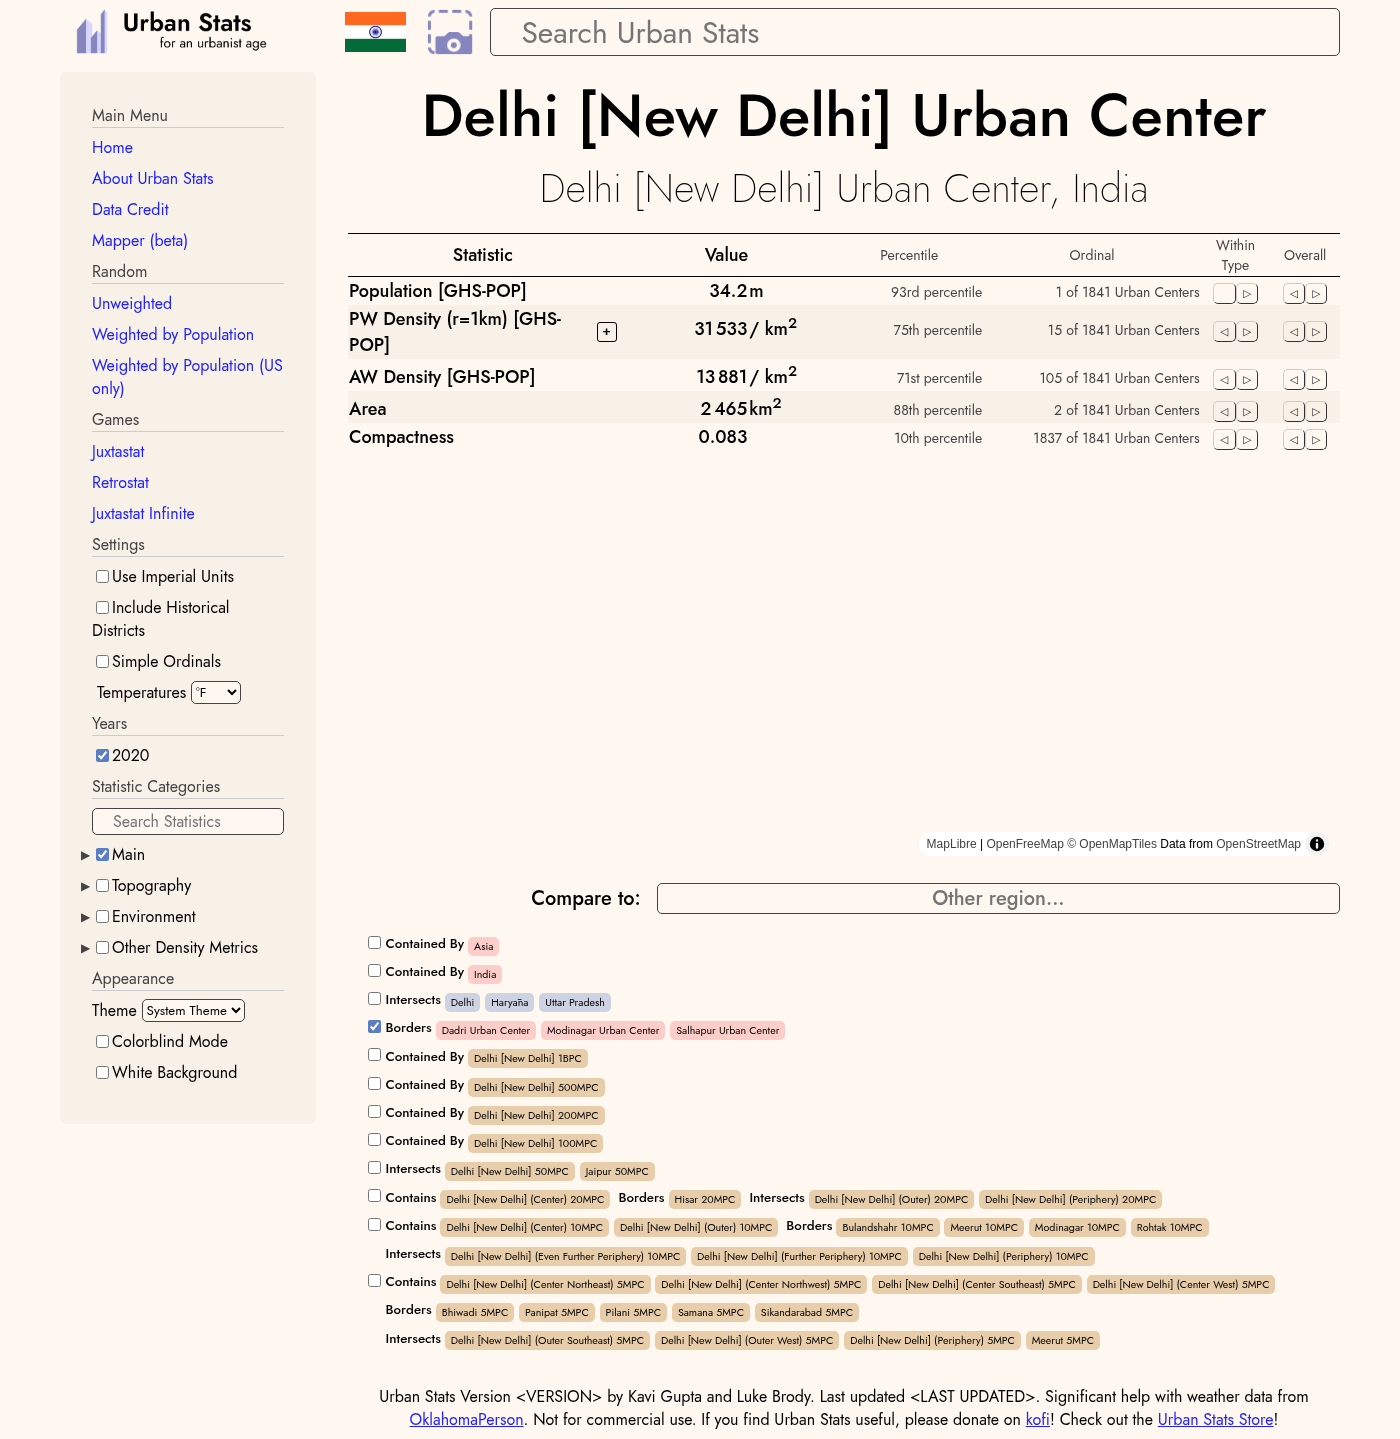 Urban Stats
for an urbanist age
Search Urban Stats
Main Menu
Home
About Urban Stats
Data Credit
Mapper (beta)
Random
Unweighted
Weighted by Population
Weighted by Population (US
only)
Games
Juxtastat
Retrostat
Juxtastat Infinite
Settings
Use Imperial Units
Include Historical
Districts
Simple Ordinals
Temperatures °F
Years
2020
Statistic Categories
Search Statistics
Main
Topography
Environment
Other Density Metrics
Appearance
Theme System Theme
Colorblind Mode
White Background
Delhi [New Delhi] Urban Center
Delhi [New Delhi] Urban Center, India
Statistic Value Percentile Ordinal Within Type Overall
Population [GHS-POP] 34.2 m 93rd percentile 1 of 1841 Urban Centers
PW Density (r=1km) [GHS-
POP] + 31 533 / km2 75th percentile 15 of 1841 Urban Centers
AW Density [GHS-POP] 13 881 / km2 71st percentile 105 of 1841 Urban Centers
Area 2 465 km2 88th percentile 2 of 1841 Urban Centers
Compactness 0.083 10th percentile 1837 of 1841 Urban Centers
MapLibre | OpenFreeMap © OpenMapTiles Data from OpenStreetMap
Compare to: Other region...
Contained By Asia
Contained By India
Intersects Delhi Haryāna Uttar Pradesh
Borders Dadri Urban Center Modinagar Urban Center Salhapur Urban Center
Contained By Delhi [New Delhi] 1BPC
Contained By Delhi [New Delhi] 500MPC
Contained By Delhi [New Delhi] 200MPC
Contained By Delhi [New Delhi] 100MPC
Intersects Delhi [New Delhi] 50MPC Jaipur 50MPC
Contains Delhi [New Delhi] (Center) 20MPC Borders Hisar 20MPC Intersects Delhi [New Delhi] (Outer) 20MPC Delhi [New Delhi] (Periphery) 20MPC
Contains Delhi [New Delhi] (Center) 10MPC Delhi [New Delhi] (Outer) 10MPC Borders Bulandshahr 10MPC Meerut 10MPC Modinagar 10MPC Rohtak 10MPC
Intersects Delhi [New Delhi] (Even Further Periphery) 10MPC Delhi [New Delhi] (Further Periphery) 10MPC Delhi [New Delhi] (Periphery) 10MPC
Contains Delhi [New Delhi] (Center Northeast) 5MPC Delhi [New Delhi] (Center Northwest) 5MPC Delhi [New Delhi] (Center Southeast) 5MPC Delhi [New Delhi] (Center West) 5MPC
Borders Bhiwadi 5MPC Panipat 5MPC Pilani 5MPC Samana 5MPC Sikandarabad 5MPC
Intersects Delhi [New Delhi] (Outer Southeast) 5MPC Delhi [New Delhi] (Outer West) 5MPC Delhi [New Delhi] (Periphery) 5MPC Meerut 5MPC
Urban Stats Version <VERSION> by Kavi Gupta and Luke Brody. Last updated <LAST UPDATED>. Significant help with weather data from
OklahomaPerson. Not for commercial use. If you find Urban Stats useful, please donate on kofi! Check out the Urban Stats Store!